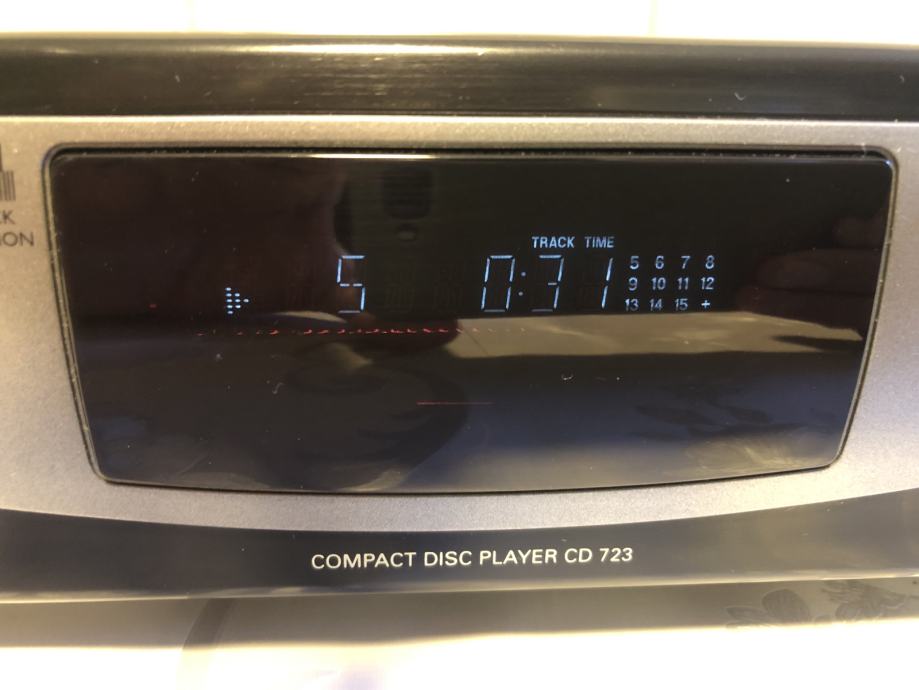 TRACK TIME
5 0:31 5 6 7 8
9 10 11 12
13 14 15 +
COMPACT DISC PLAYER CD 723